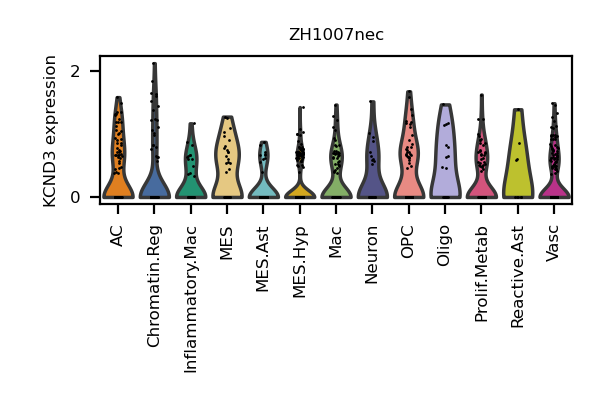 ZH1007nec
KCND3 expression
2
0
AC
Chromatin.Reg
Inflammatory.Mac
MES
MES.Ast
MES.Hyp
Mac
Neuron
OPC
Oligo
Prolif.Metab
Reactive.Ast
Vasc